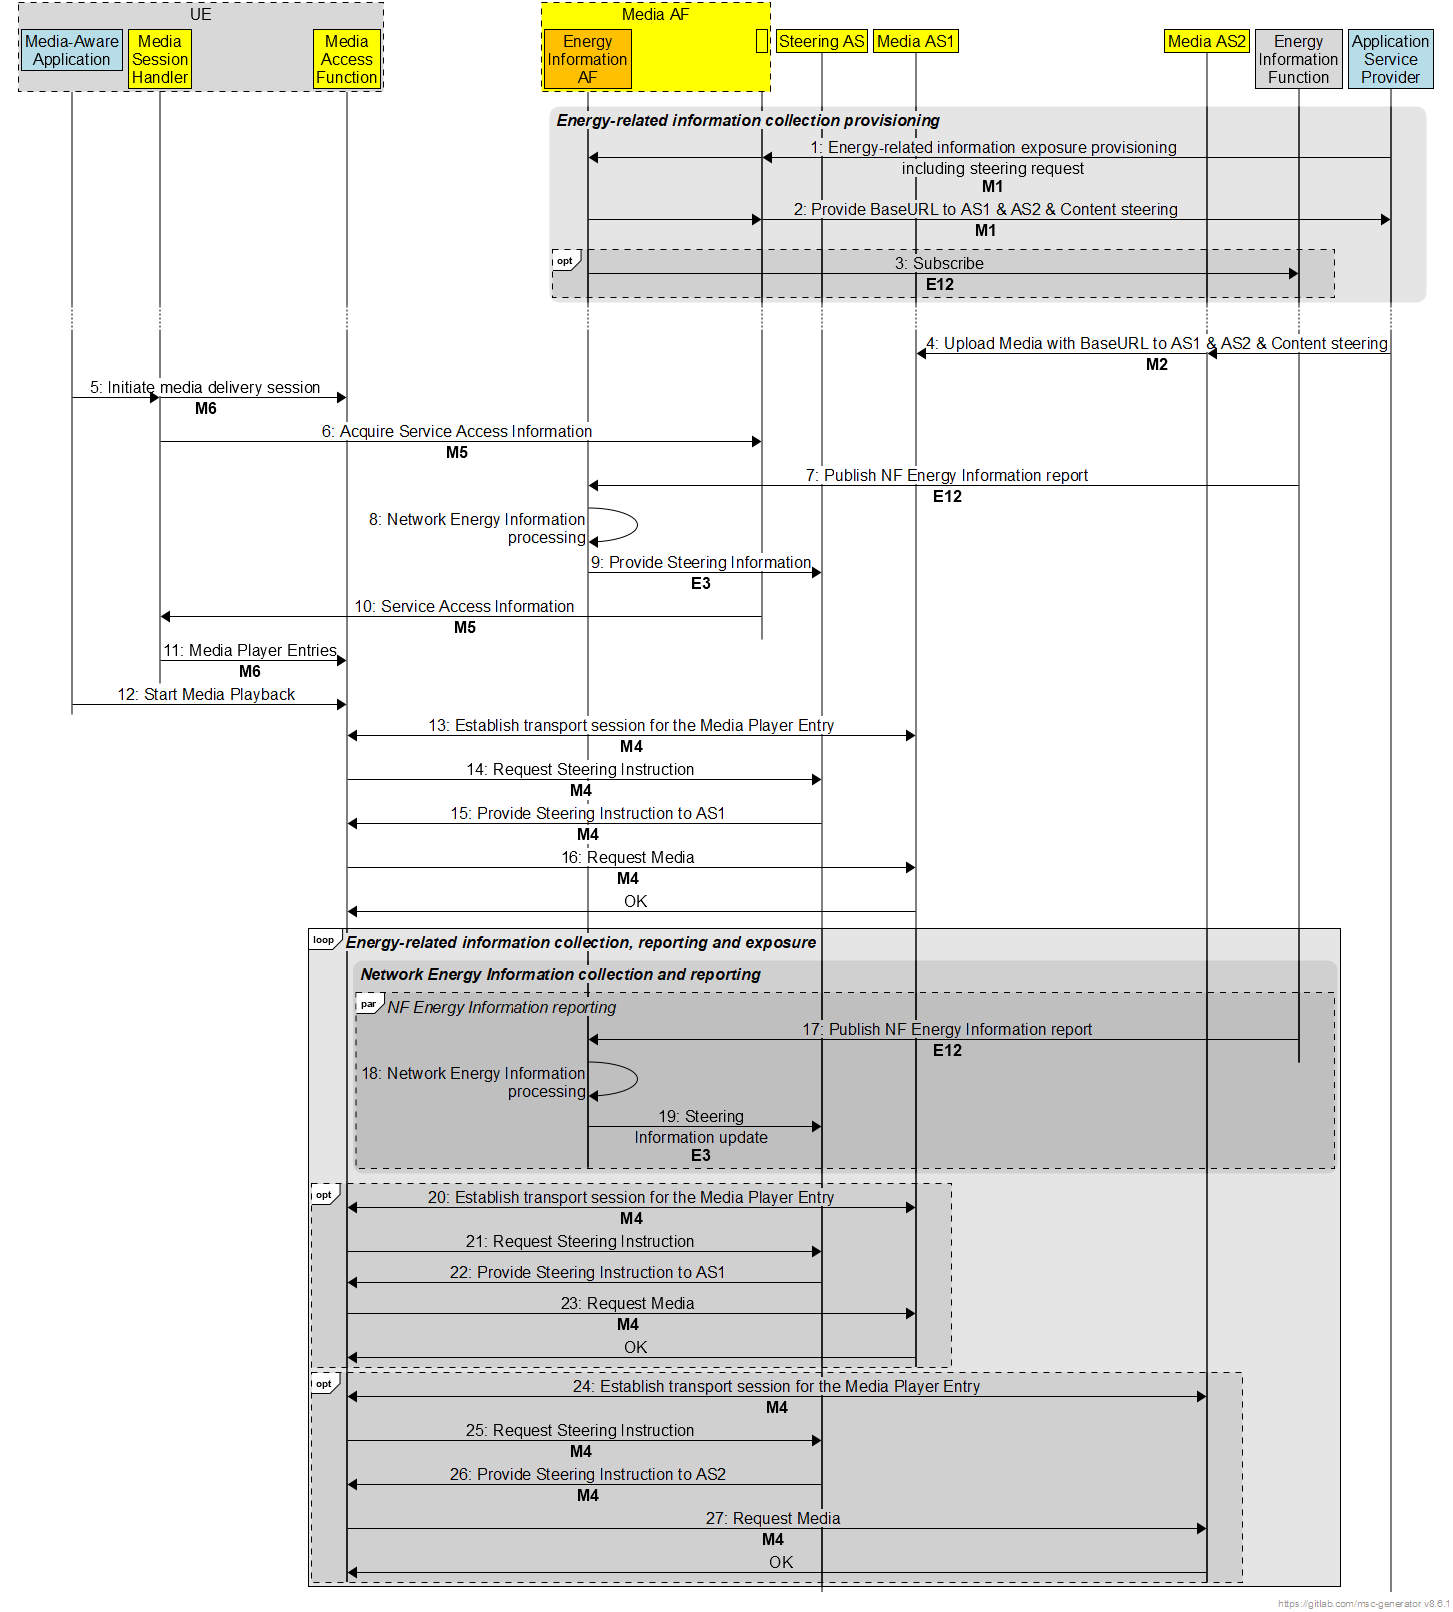 UE
Media AF
Media-Aware
Application
Media
Session
Handler
Media
Access
Function
Energy
Information
AF
Steering AS
Media AS1
Media AS2
Energy
Information
Function
Application
Service
Provider
Energy-related information collection provisioning
1: Energy-related information exposure provisioning
including steering request
M1
2: Provide BaseURL to AS1 & AS2 & Content steering
M1
opt
3: Subscribe
E12
4: Upload Media with BaseURL to AS1 & AS2 & Content steering
M2
5: Initiate media delivery session
M6
6: Acquire Service Access Information
M5
7: Publish NF Energy Information report
E12
8: Network Energy Information
processing
9: Provide Steering Information
E3
10: Service Access Information
M5
11: Media Player Entries
M6
12: Start Media Playback
13: Establish transport session for the Media Player Entry
M4
14: Request Steering Instruction
M4
15: Provide Steering Instruction to AS1
M4
16: Request Media
M4
OK
loop
Energy-related information collection, reporting and exposure
Network Energy Information collection and reporting
par
NF Energy Information reporting
17: Publish NF Energy Information report
E12
18: Network Energy Information
processing
19: Steering
Information update
E3
opt
20: Establish transport session for the Media Player Entry
M4
21: Request Steering Instruction
22: Provide Steering Instruction to AS1
23: Request Media
M4
OK
opt
24: Establish transport session for the Media Player Entry
M4
25: Request Steering Instruction
M4
26: Provide Steering Instruction to AS2
M4
27: Request Media
M4
OK
https://gitlab.com/msc-generator v8.6.1